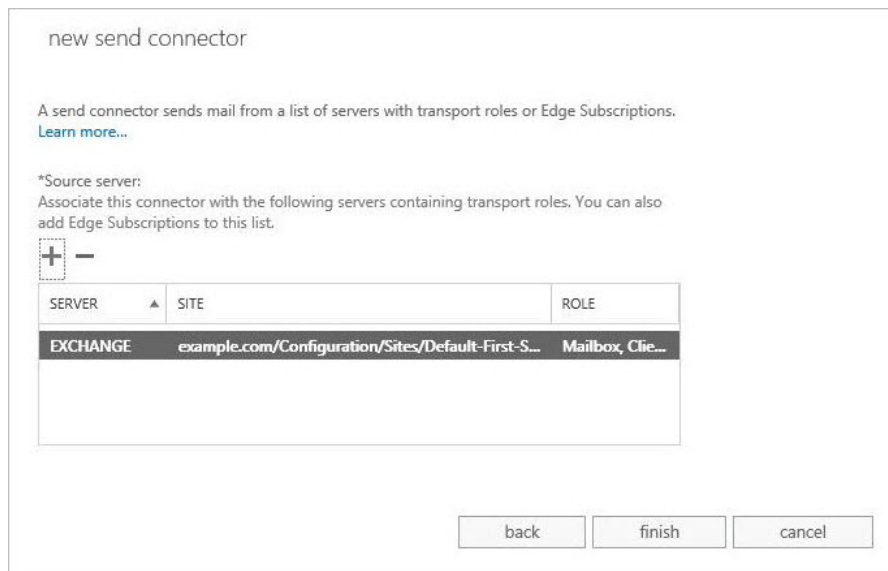 new send connector
A send connector sends mail from a list of servers with transport roles or Edge Subscriptions.
Learn more...
*Source server:
Associate this connector with the following servers containing transport roles. You can also
add Edge Subscriptions to this list.
SERVER SITE ROLE
EXCHANGE example.com/Configuration/Sites/Default-First-S... Mailbox, Clie...
back finish cancel